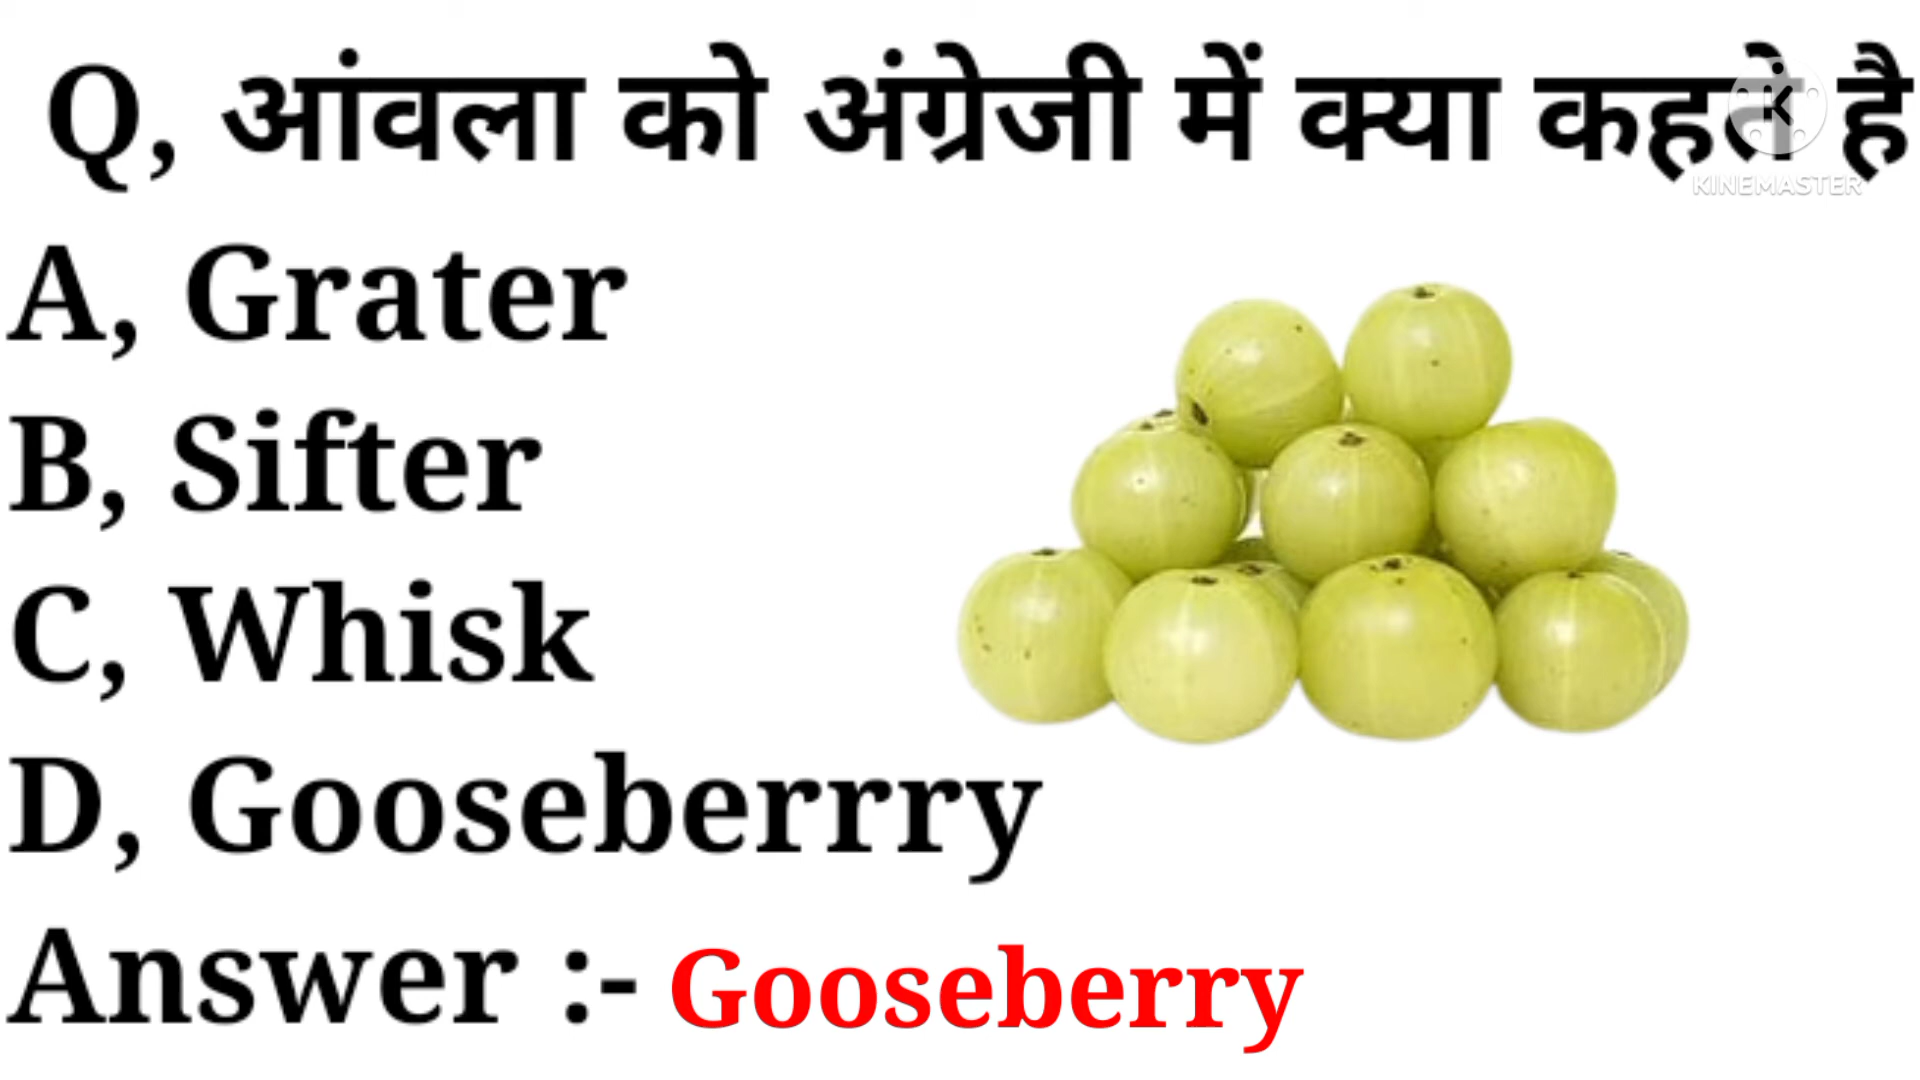 Q, आंवला को अंग्रेजी में क्या कहते है
KINEMASTER
A, Grater
B, Sifter
C, Whisk
D, Gooseberrry
Answer :- Gooseberry